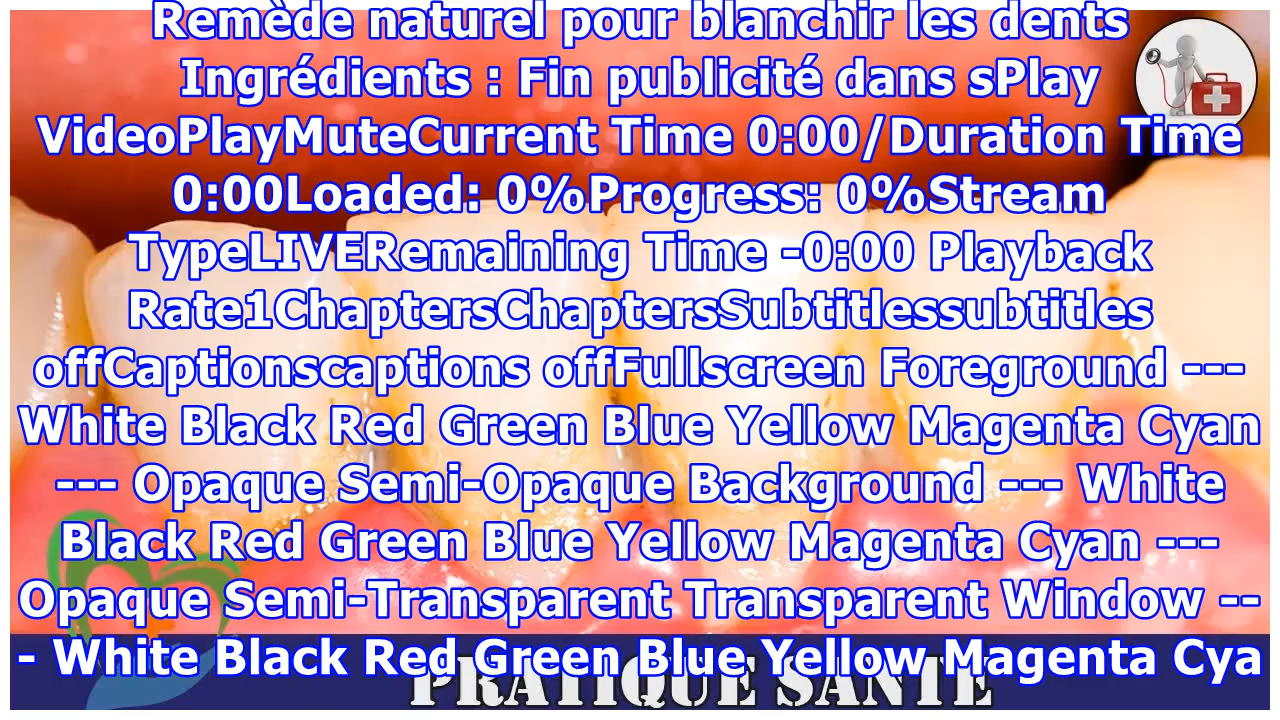 Remède naturel pour blanchir les dents
Ingrédients : Fin publicité dans sPlay
VideoPlayMuteCurrent Time 0:00/Duration Time
0:00Loaded: 0%Progress: 0%Stream
TypeLIVERemaining Time -0:00 Playback
Rate1ChaptersChaptersSubtitlessubtitles
offCaptionscaptions offFullscreen Foreground ---
White Black Red Green Blue Yellow Magenta Cyan
--- Opaque Semi-Opaque Background --- White
Black Red Green Blue Yellow Magenta Cyan ---
Opaque Semi-Transparent Transparent Window --
- White Black Red Green Blue Yellow Magenta Cya
PRATIQUE SANTE